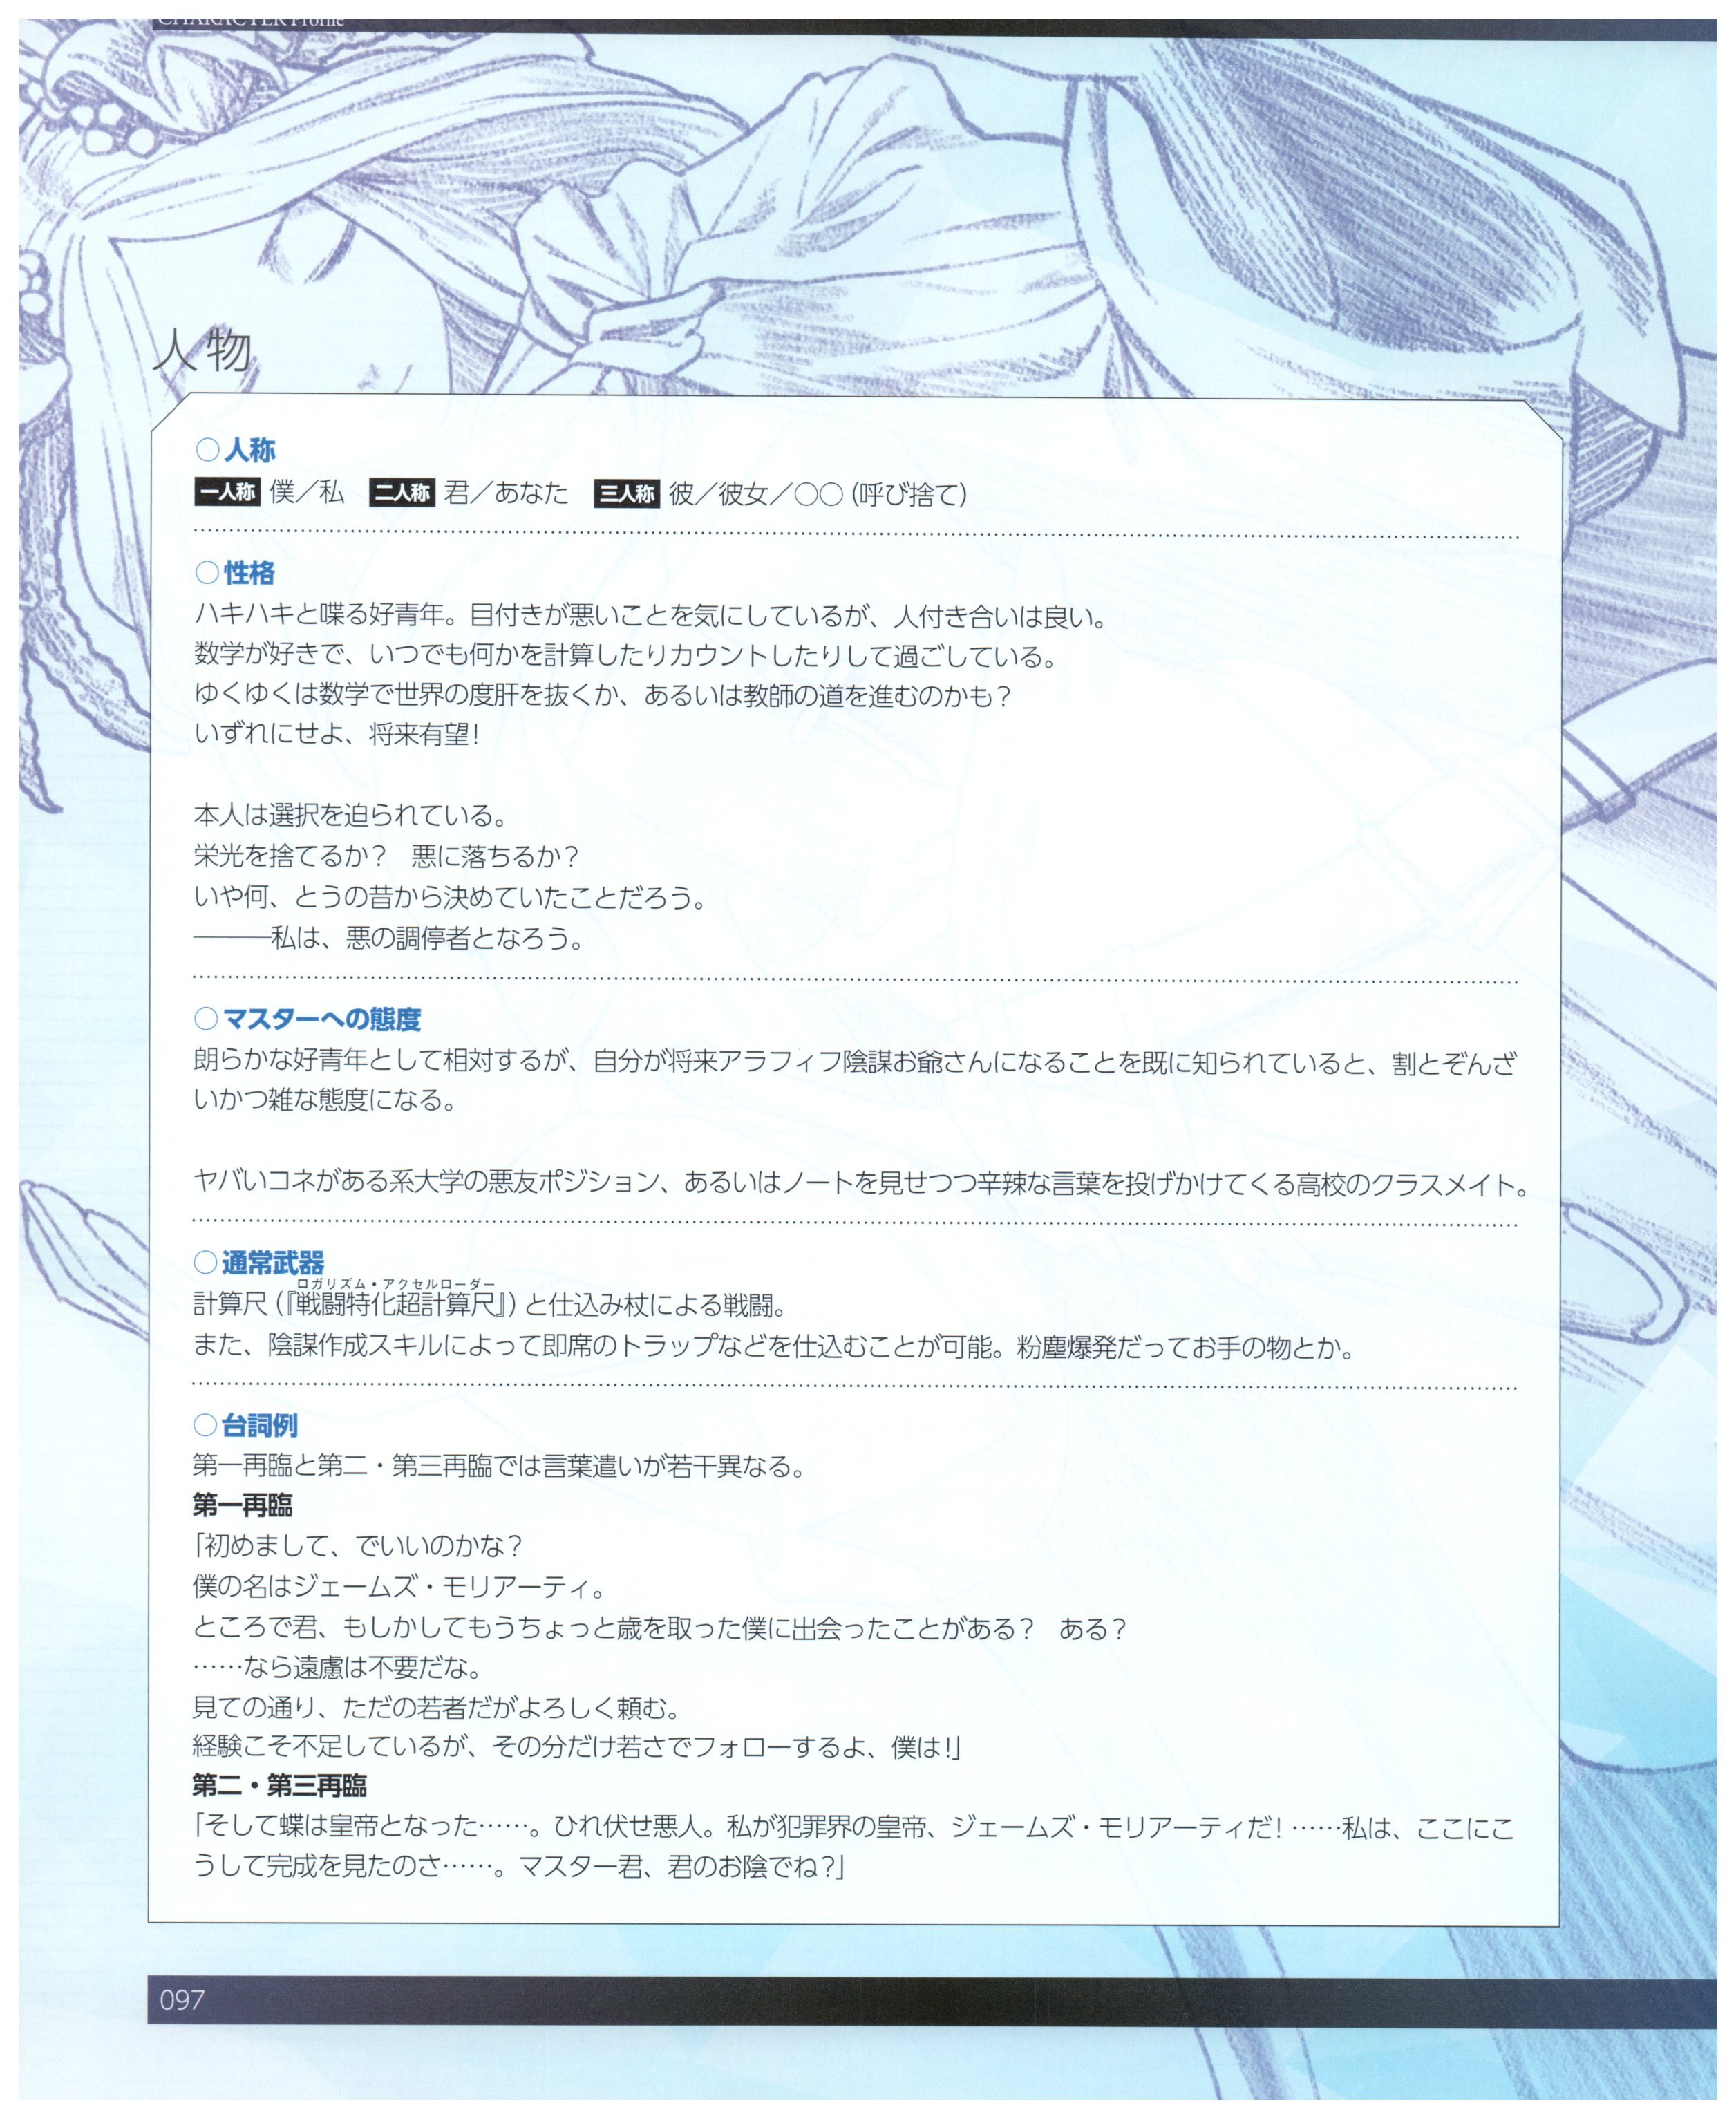 CHARACTER Profile
人物
○人称
一人称 僕／私 二人称 君／あなた 三人称 彼／彼女／○○（呼び捨て）
○性格
ハキハキと喋る好青年。目付きが悪いことを気にしているが、人付き合いは良い。
数学が好きで、いつでも何かを計算したりカウントしたりして過ごしている。
ゆくゆくは数学で世界の度肝を抜くか、あるいは教師の道を進むのかも？
いずれにせよ、将来有望！
本人は選択を迫られている。
栄光を捨てるか？　悪に落ちるか？
いや何、とうの昔から決めていたことだろう。
———私は、悪の調停者となろう。
○マスターへの態度
朗らかな好青年として相対するが、自分が将来アラフィフ陰謀お爺さんになることを既に知られていると、割とぞんざ
いかつ雑な態度になる。
ヤバいコネがある系大学の悪友ポジション、あるいはノートを見せつつ辛辣な言葉を投げかけてくる高校のクラスメイト。
○通常武器
ロガリズム・アクセルローダー
計算尺（『戦闘特化超計算尺』）と仕込み杖による戦闘。
また、陰謀作成スキルによって即席のトラップなどを仕込むことが可能。粉塵爆発だってお手の物とか。
○台詞例
第一再臨と第二・第三再臨では言葉遣いが若干異なる。
第一再臨
「初めまして、でいいのかな？
僕の名はジェームズ・モリアーティ。
ところで君、もしかしてもうちょっと歳を取った僕に出会ったことがある？　ある？
……なら遠慮は不要だな。
見ての通り、ただの若者だがよろしく頼む。
経験こそ不足しているが、その分だけ若さでフォローするよ、僕は！」
第二・第三再臨
「そして蝶は皇帝となった……。ひれ伏せ悪人。私が犯罪界の皇帝、ジェームズ・モリアーティだ！……私は、ここにこ
うして完成を見たのさ……。マスター君、君のお陰でね？」
097